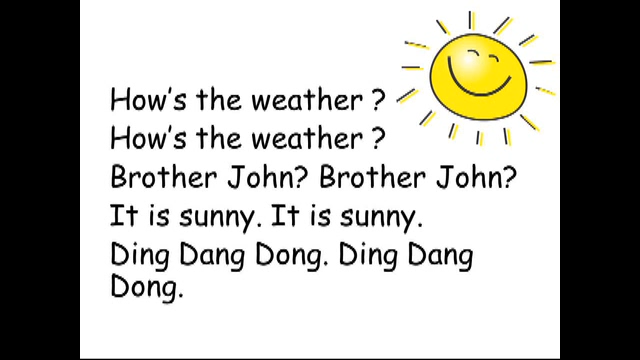 How's the weather ?
How's the weather ?
Brother John? Brother John?
It is sunny. It is sunny.
Ding Dang Dong. Ding Dang
Dong.